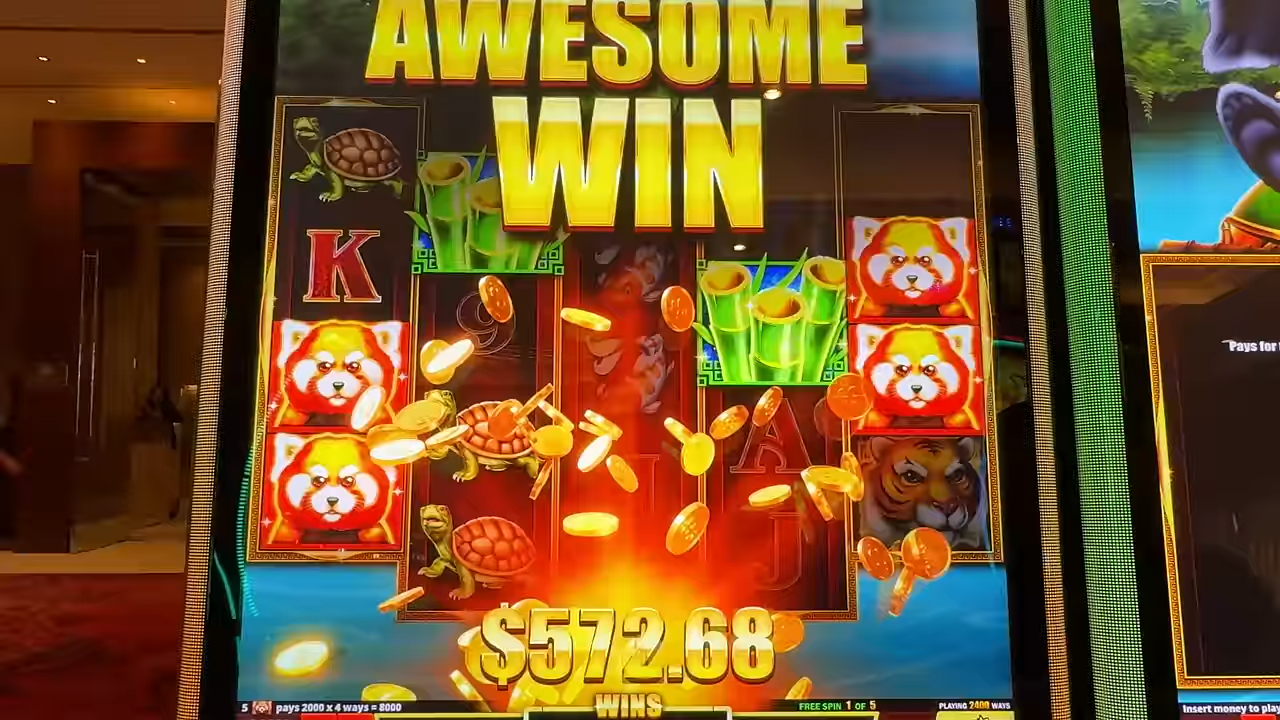 AWESOME
WIN
K
9
A
J
$572.68
WINS
5 pays 2000 x 4 ways = 8000
FREE SPIN 1 OF 5
PLAYING 2400 WAYS
Pays for
Insert money to play